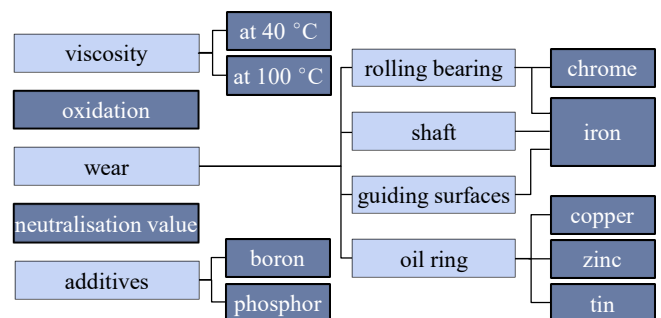 viscosity
at 40 °C
at 100 °C
oxidation
wear
neutralisation value
additives
boron
phosphor
rolling bearing
shaft
guiding surfaces
oil ring
chrome
iron
copper
zinc
tin